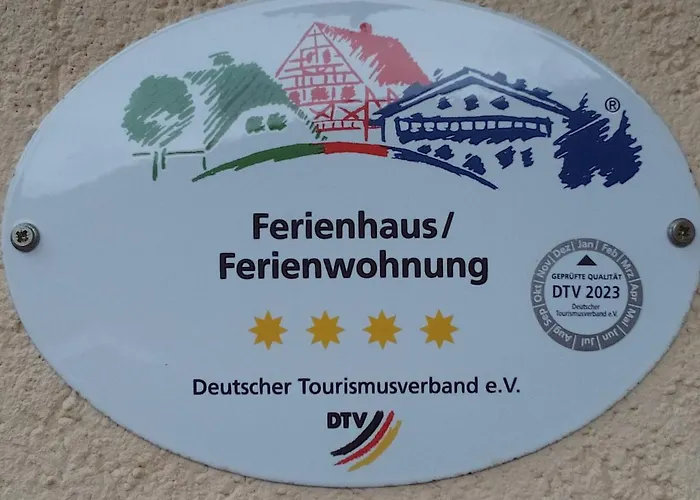 ®
Ferienhaus/
Ferienwohnung
Jan | Feb | Mrz | Apr | Mai | Jun | Jul | Aug | Sep | Okt | Nov | Dez
GEPRÜFTE QUALITÄT
DTV 2023
Deutscher
Tourismusverband e.V.
Deutscher Tourismusverband e.V.
DTV